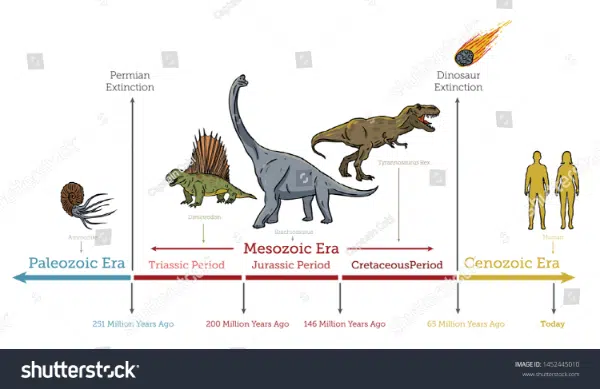 Permian
Extinction
Dinosaur
Extinction
Tyrannosaurus Rex
Dimetrodon
Brachiosaurus
Ammonite
Human
Mesozoic Era
Paleozoic Era
Triassic Period
Jurassic Period
CretaceousPeriod
Cenozoic Era
251 Million Years Ago
200 Million Years Ago
146 Million Years Ago
65 Million Years Ago
Today
shutterstock
IMAGE ID: 1452445010
www.shutterstock.com